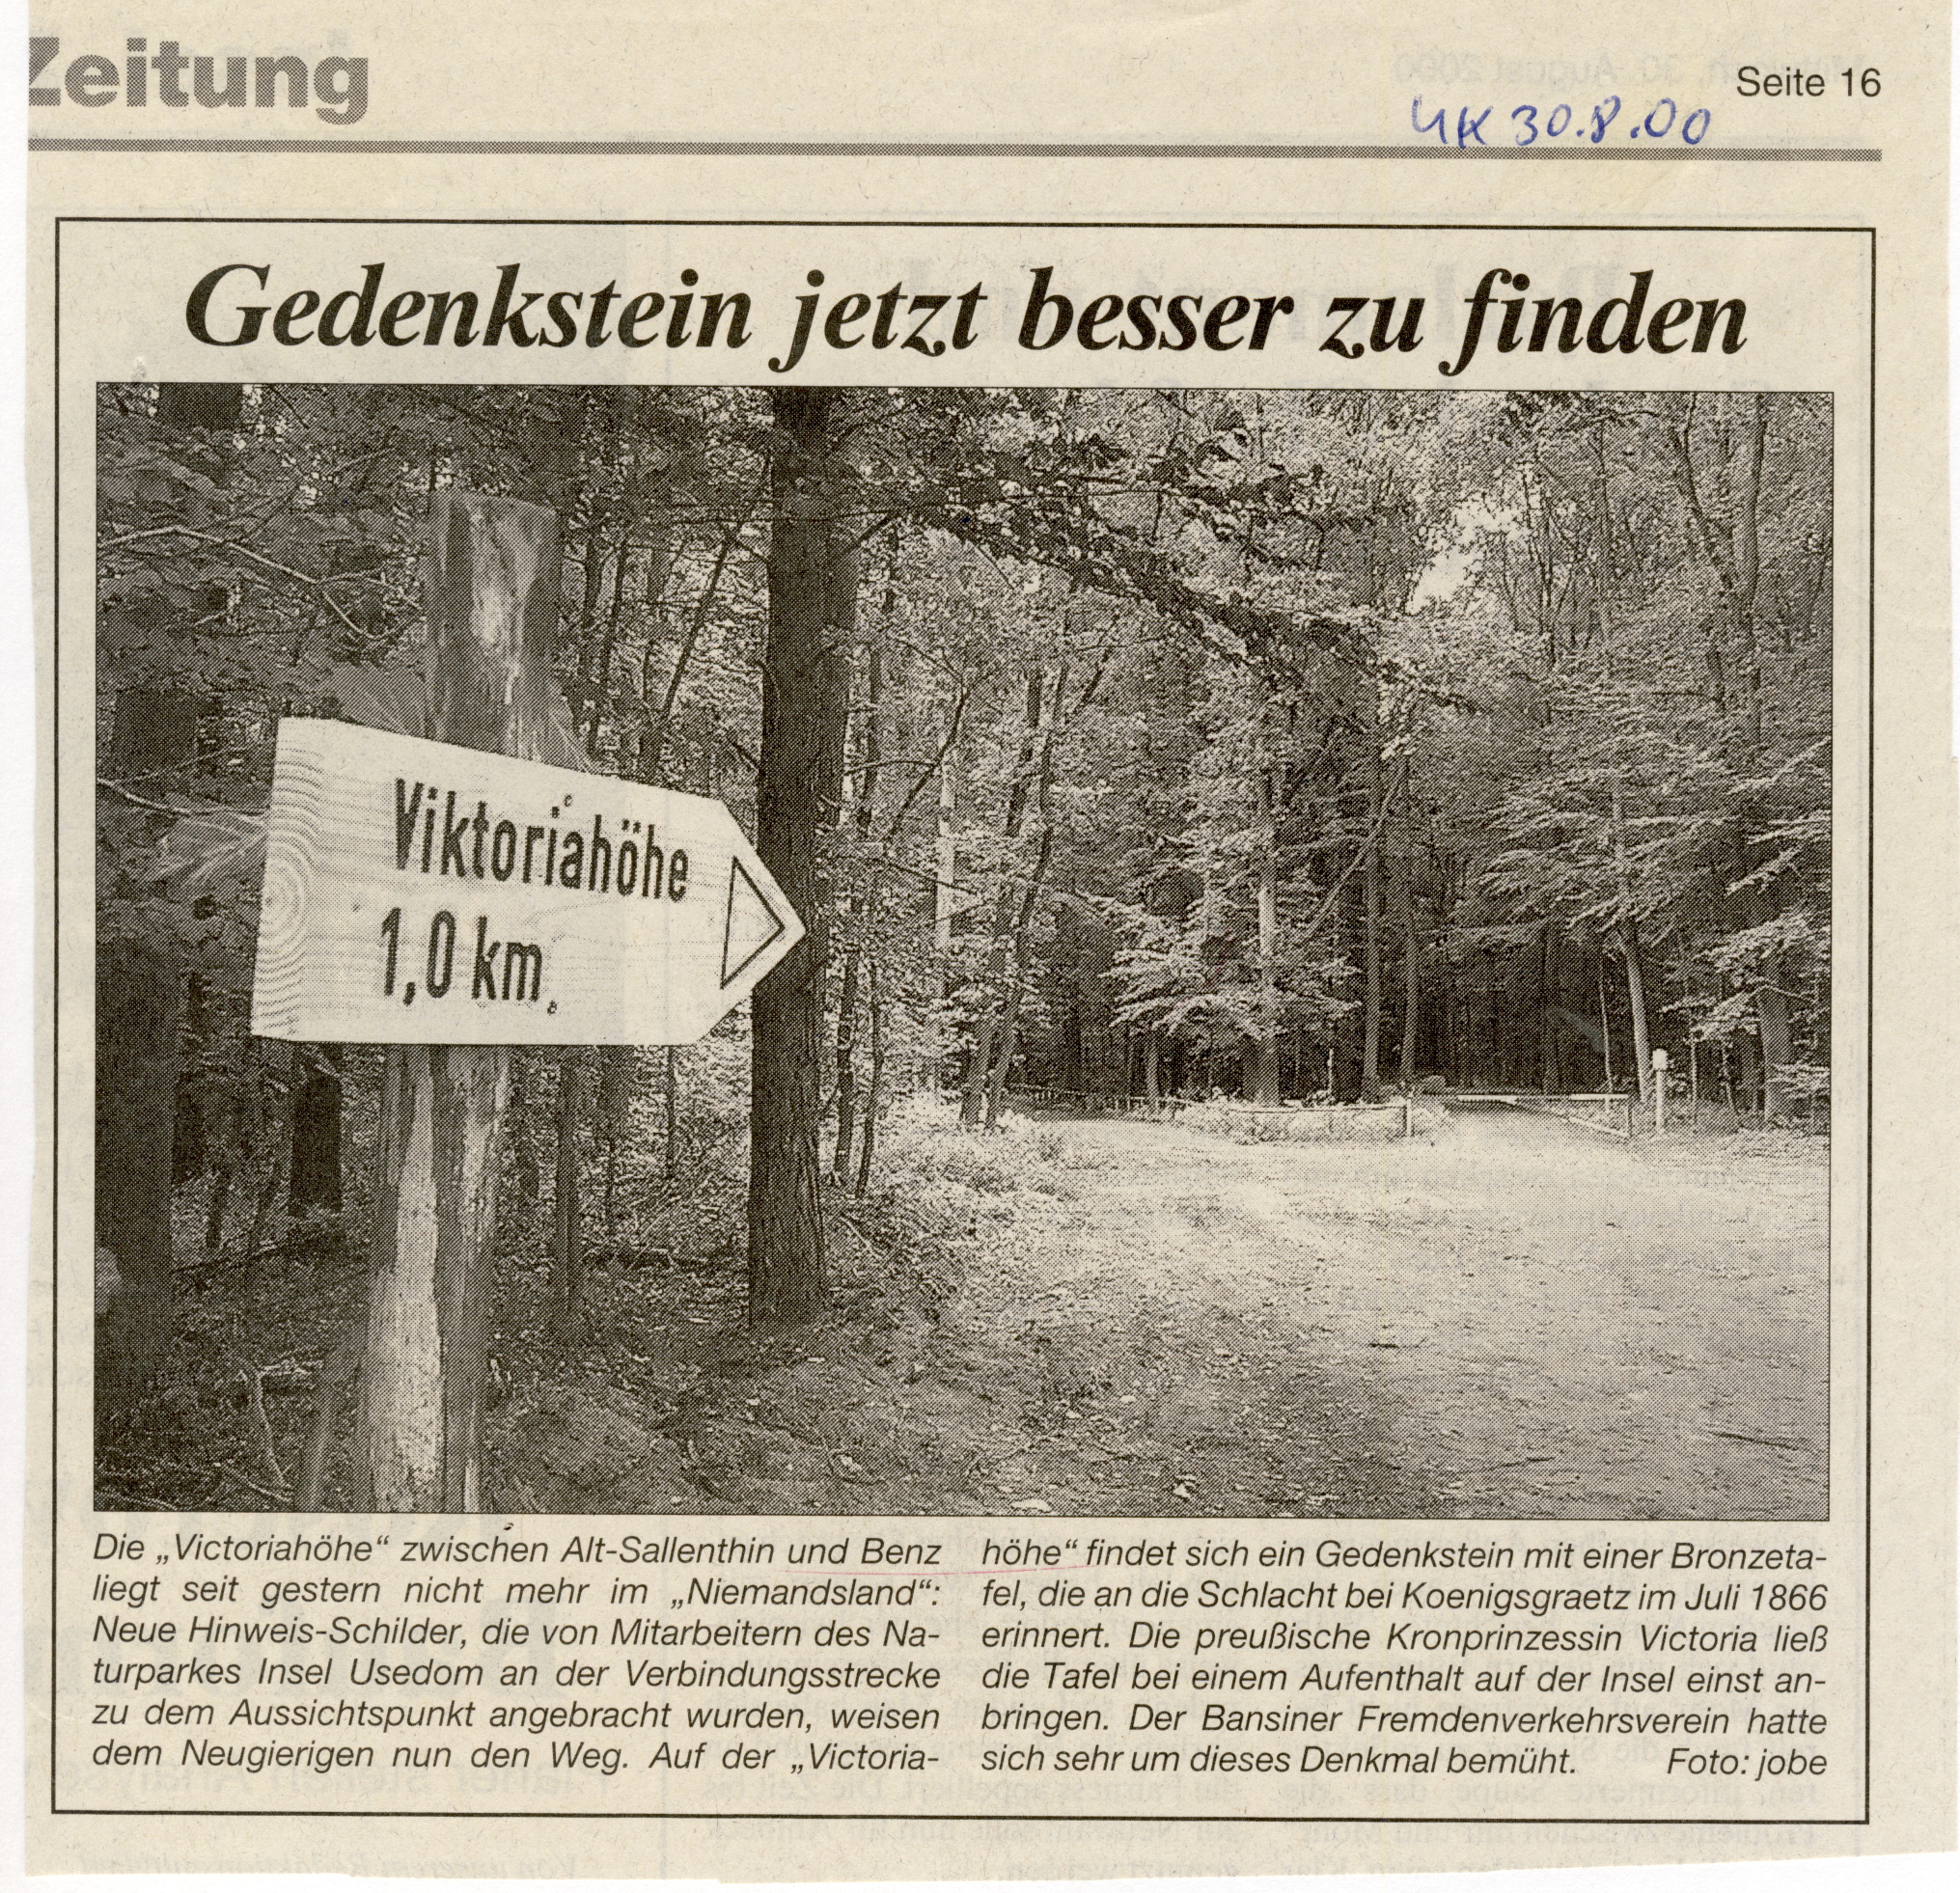 Zeitung
Seite 16
UK 30.8.00
Gedenkstein jetzt besser zu finden
Viktoriahöhe
1,0 km
Die „Victoriahöhe“ zwischen Alt-Sallenthin und Benz
liegt seit gestern nicht mehr im „Niemandsland“:
Neue Hinweis-Schilder, die von Mitarbeitern des Na-
turparkes Insel Usedom an der Verbindungsstrecke
zu dem Aussichtspunkt angebracht wurden, weisen
dem Neugierigen nun den Weg. Auf der „Victoria-
höhe“ findet sich ein Gedenkstein mit einer Bronzeta-
fel, die an die Schlacht bei Koenigsgraetz im Juli 1866
erinnert. Die preußische Kronprinzessin Victoria ließ
die Tafel bei einem Aufenthalt auf der Insel einst an-
bringen. Der Bansiner Fremdenverkehrsverein hatte
sich sehr um dieses Denkmal bemüht. Foto: jobe